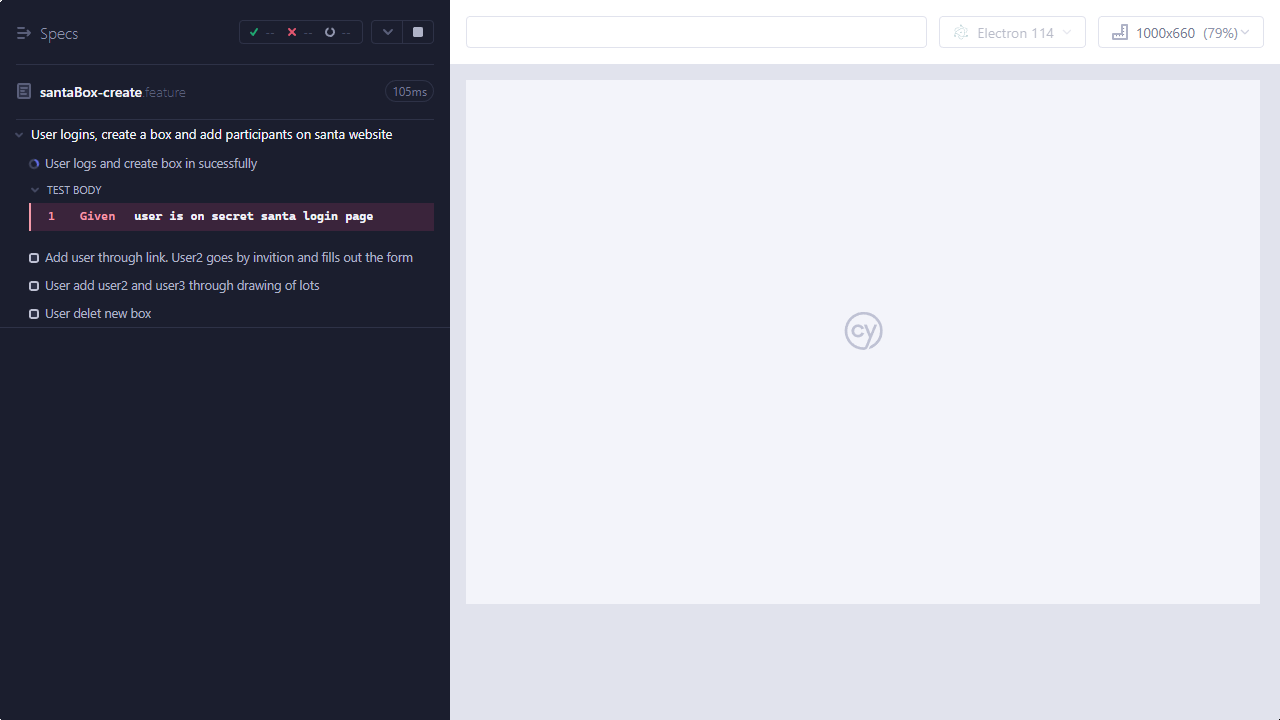 Specs
--
--
--
Electron 114
1000x660 (79%)
santaBox-create.feature
105ms
User logins, create a box and add participants on santa website
User logs and create box in sucessfully
TEST BODY
1 Given user is on secret santa login page
Add user through link. User2 goes by invition and fills out the form
User add user2 and user3 through drawing of lots
User delet new box
cy